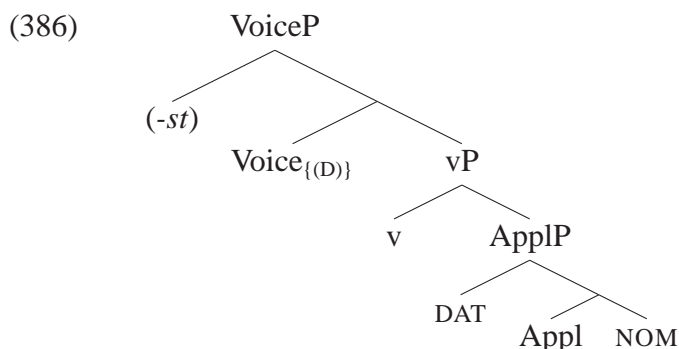 (386) VoiceP
(-st)
Voice{(D)} vP
v ApplP
DAT
Appl NOM